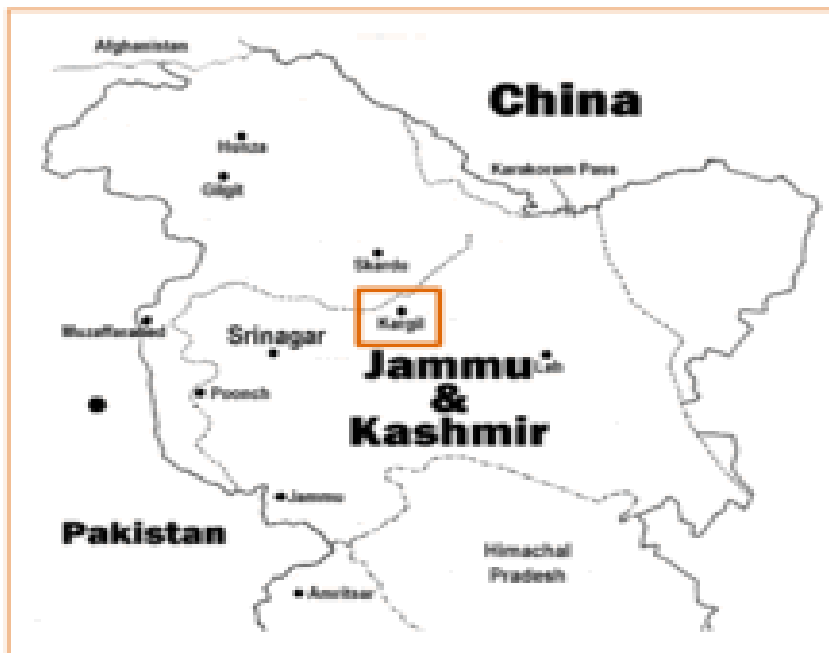 Afghanistan
China
Hunza
Karakoram Pass
Gilgit
Skardu
Kargil
Muzaffarabad
Srinagar
Jammu
Leh
&
Poonch
Kashmir
Jammu
Pakistan
Himachal
Pradesh
Amritsar